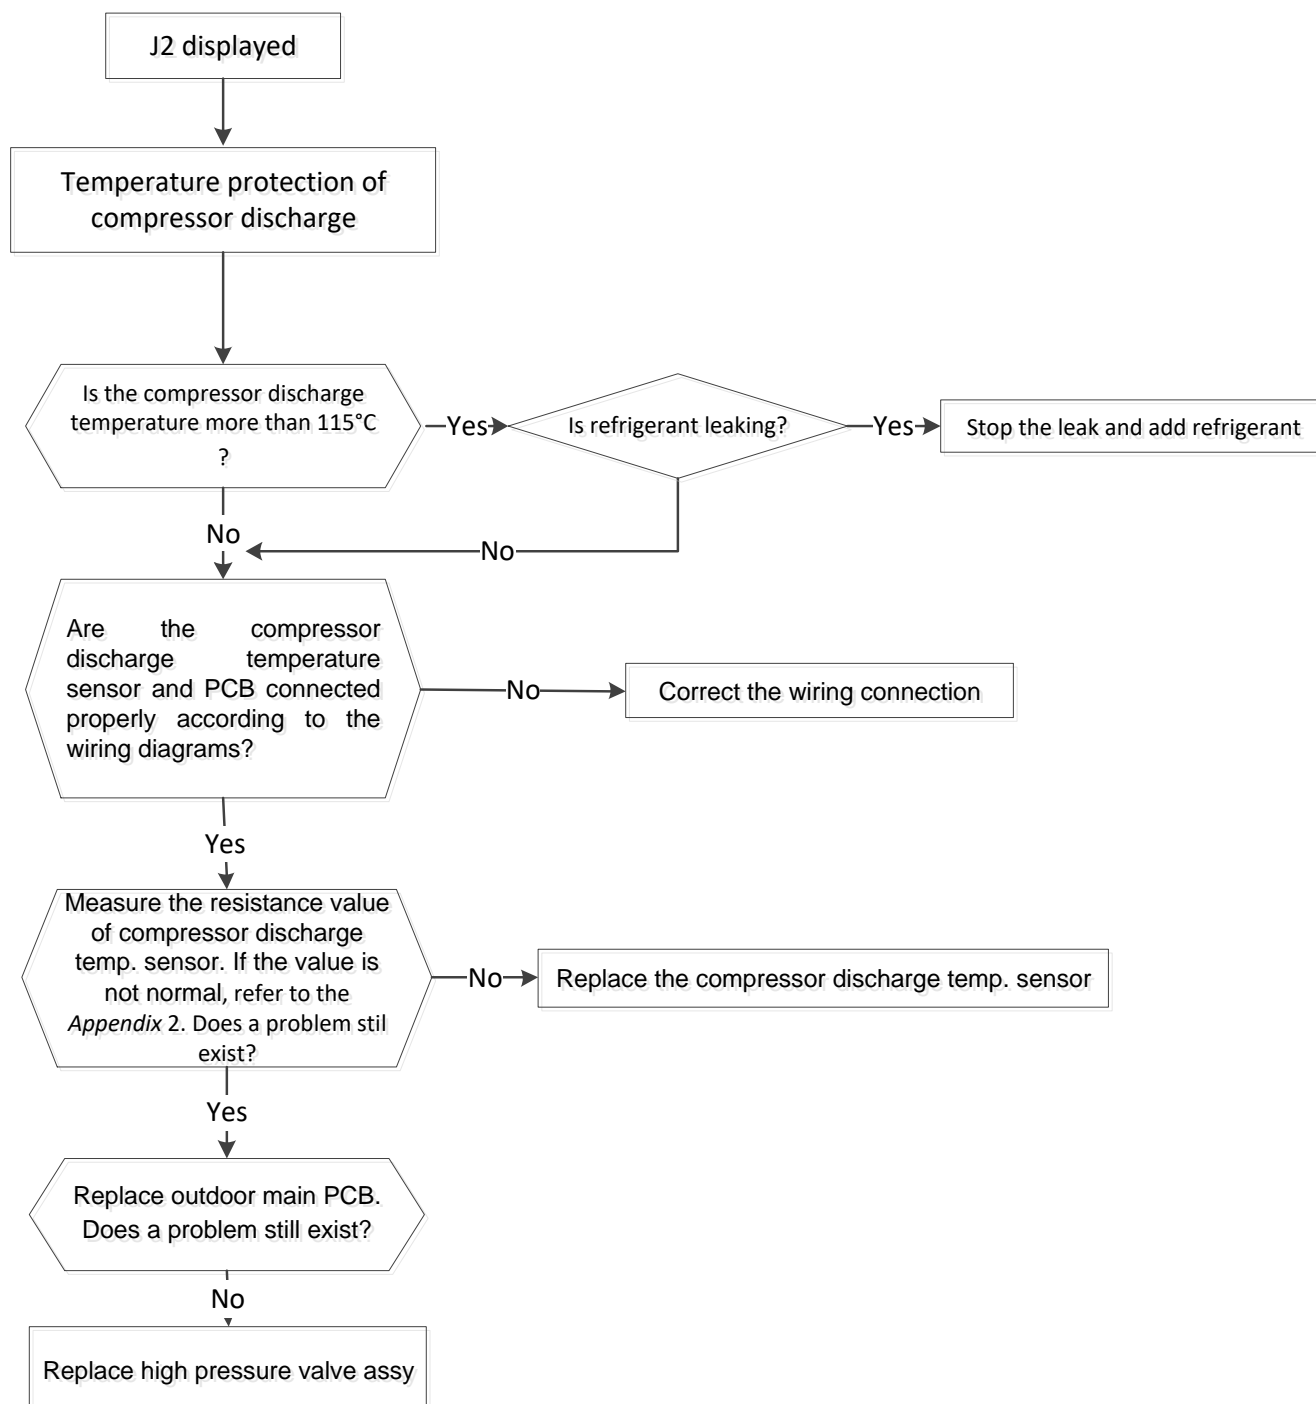 J2 displayed
Temperature protection of
compressor discharge
Is the compressor discharge
temperature more than 115°C
?
Yes
Is refrigerant leaking?
Yes
Stop the leak and add refrigerant
No
No
Are the compressor
discharge temperature
sensor and PCB connected
properly according to the
wiring diagrams?
No
Correct the wiring connection
Yes
Measure the resistance value
of compressor discharge
temp. sensor. If the value is
not normal, refer to the
Appendix 2. Does a problem stil
exist?
No
Replace the compressor discharge temp. sensor
Yes
Replace outdoor main PCB.
Does a problem still exist?
No
Replace high pressure valve assy